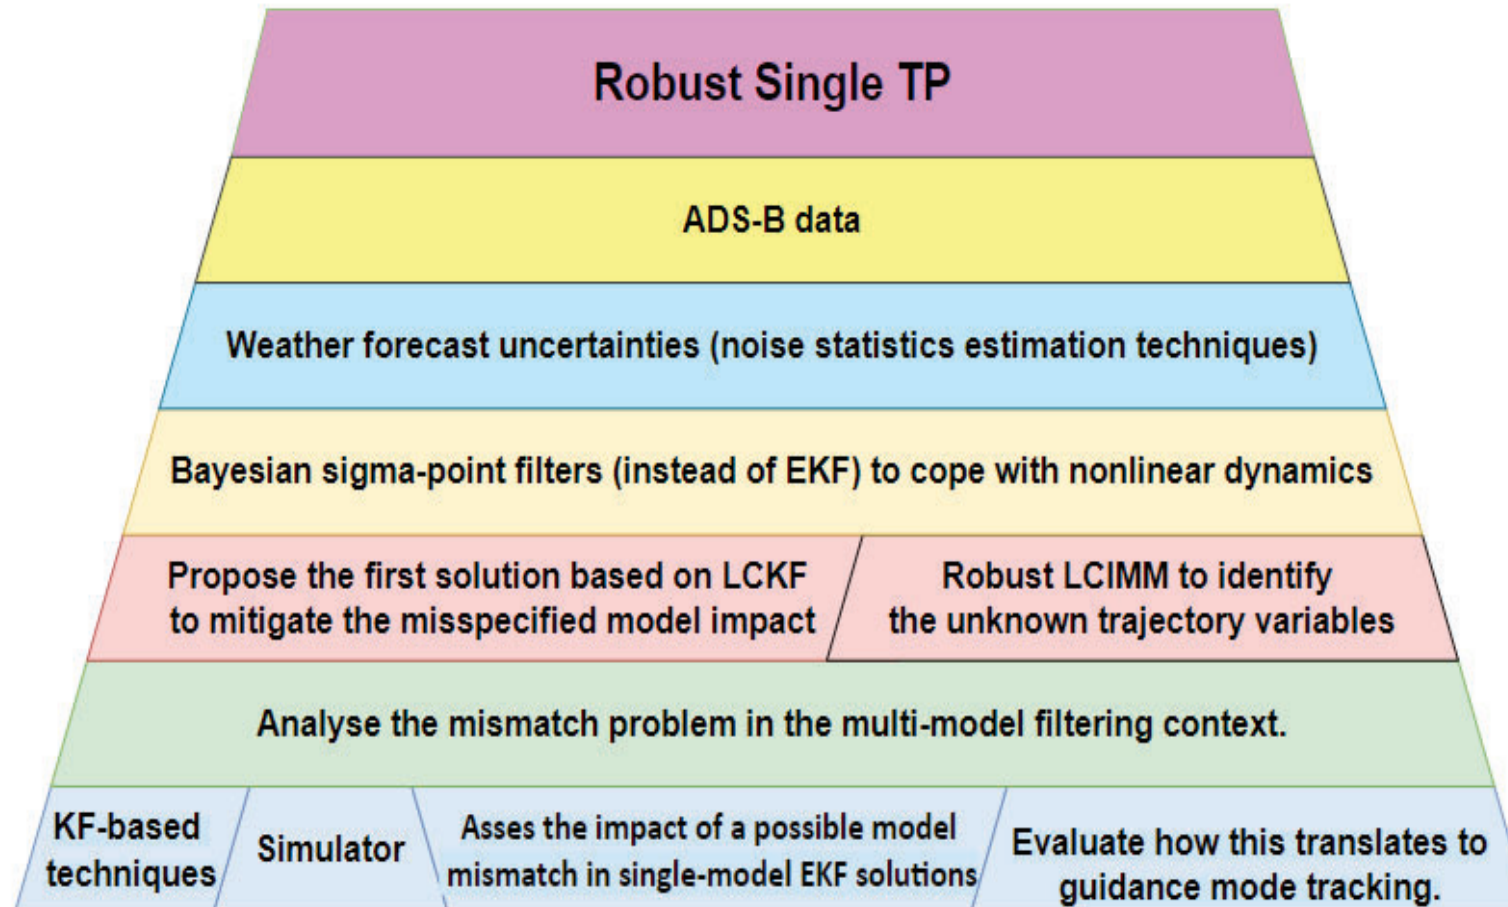 Robust Single TP
ADS-B data
Weather forecast uncertainties (noise statistics estimation techniques)
Bayesian sigma-point filters (instead of EKF) to cope with nonlinear dynamics
Propose the first solution based on LCKF
to mitigate the misspecified model impact
Robust LCIMM to identify
the unknown trajectory variables
Analyse the mismatch problem in the multi-model filtering context.
KF-based
techniques
Simulator
Asses the impact of a possible model
mismatch in single-model EKF solutions
Evaluate how this translates to
guidance mode tracking.